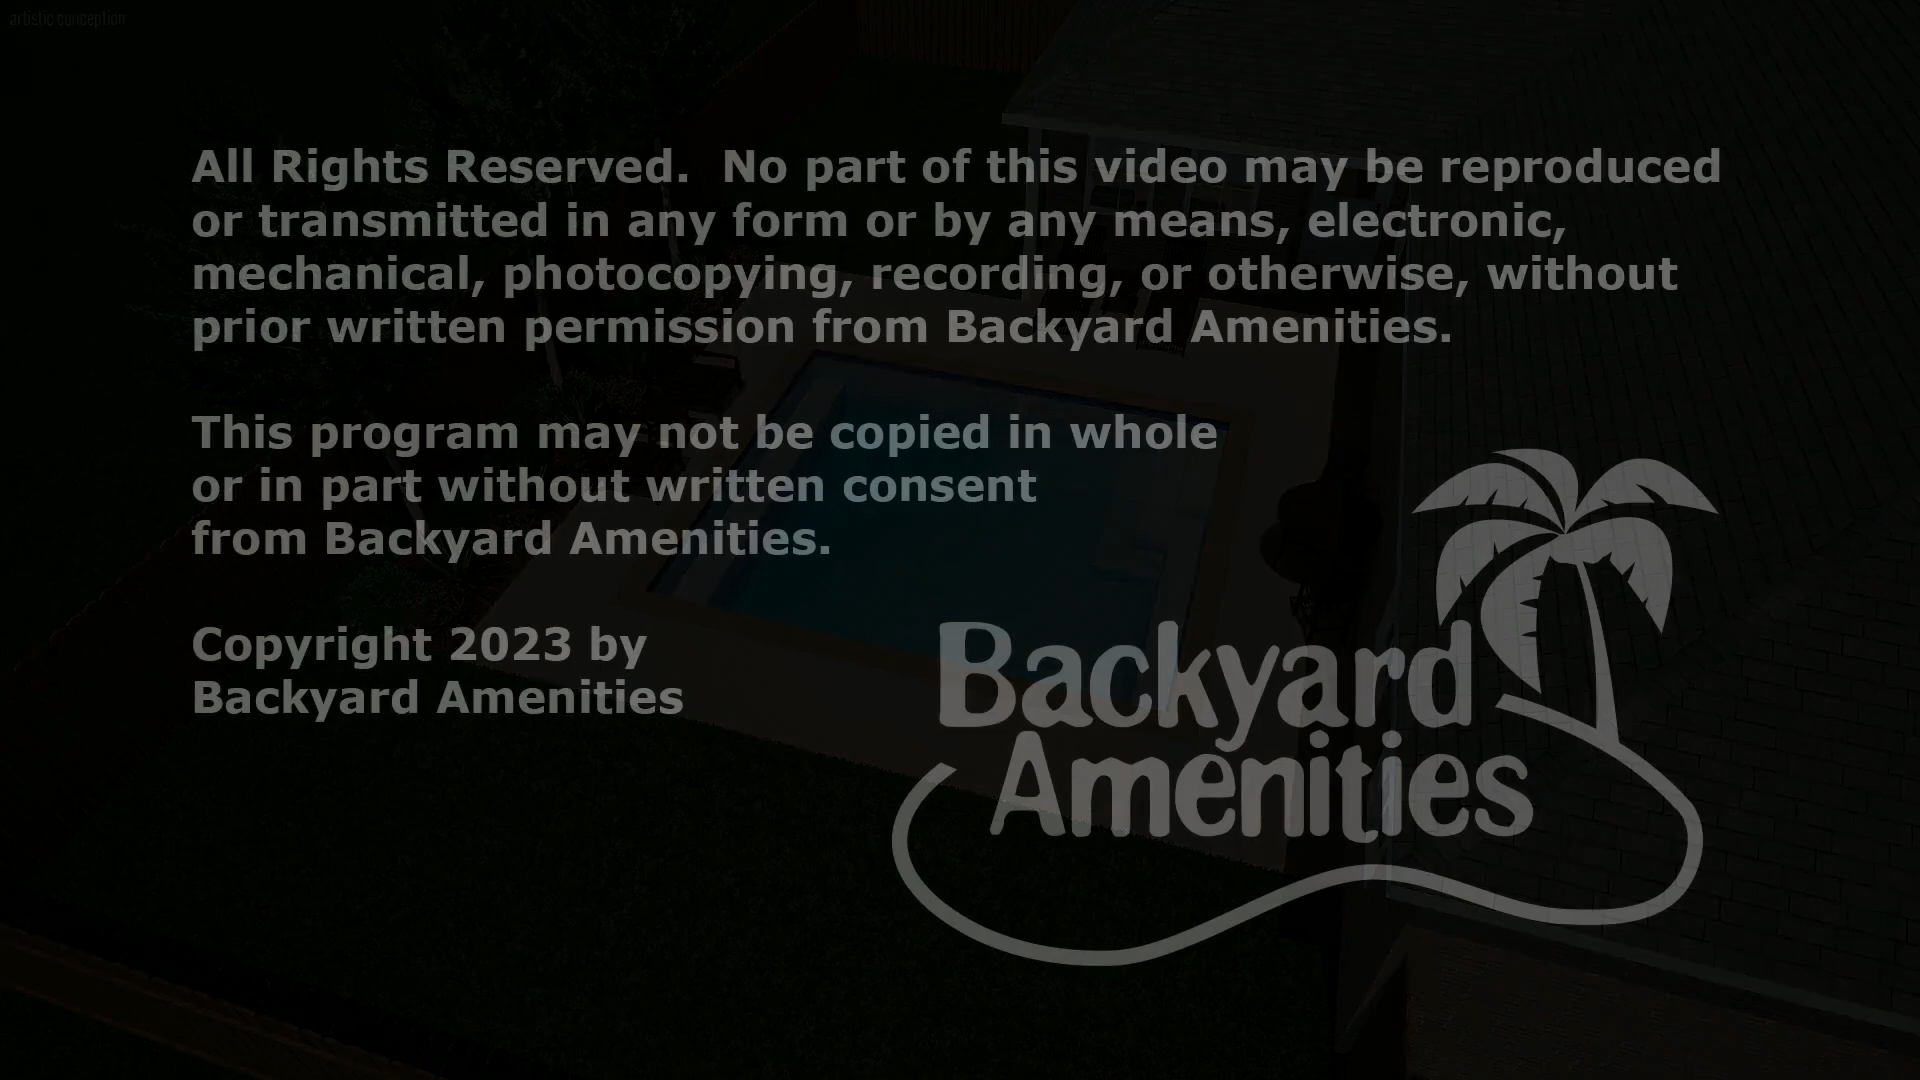 artistic conception
All Rights Reserved.  No part of this video may be reproduced
or transmitted in any form or by any means, electronic,
mechanical, photocopying, recording, or otherwise, without
prior written permission from Backyard Amenities.
This program may not be copied in whole
or in part without written consent
from Backyard Amenities.
Copyright 2023 by
Backyard Amenities
Backyard
Amenities